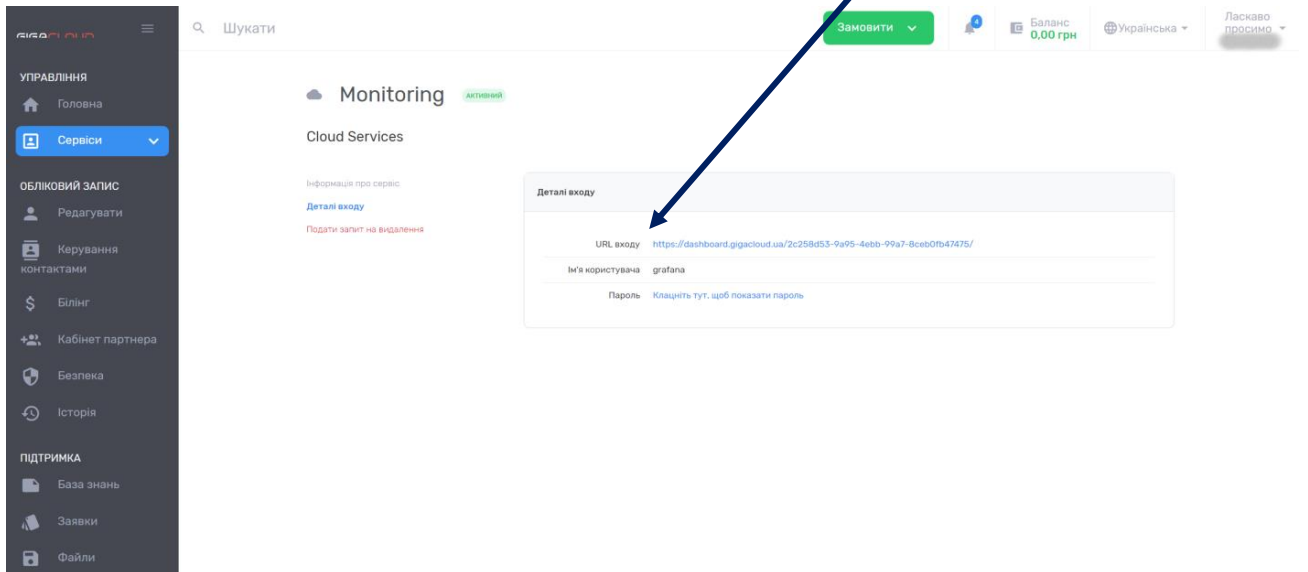 GIGACLOUD
Шукати
Замовити
4
Баланс
0,00 грн
Українська
Ласкаво
просимо
УПРАВЛІННЯ
Головна
Сервіси
ОБЛІКОВИЙ ЗАПИС
Редагувати
Керування
контактами
Білінг
Кабінет партнера
Безпека
Історія
ПІДТРИМКА
База знань
Заявки
Файли
Monitoring АКТИВНИЙ
Cloud Services
Інформація про сервіс
Деталі входу
Подати запит на видалення
Деталі входу
URL входу https://dashboard.gigacloud.ua/2c258d53-9a95-4ebb-99a7-8ceb0fb47475/
Ім'я користувача grafana
Пароль Клацніть тут, щоб показати пароль